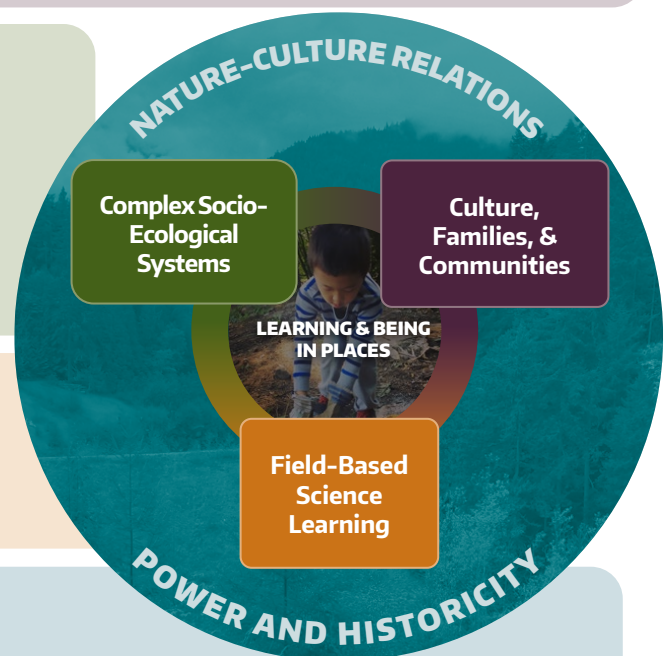 NATURE-CULTURE RELATIONS
Complex Socio-
Ecological
Systems
Culture,
Families, &
Communities
LEARNING & BEING
IN PLACES
Field-Based
Science
Learning
POWER AND HISTORICITY